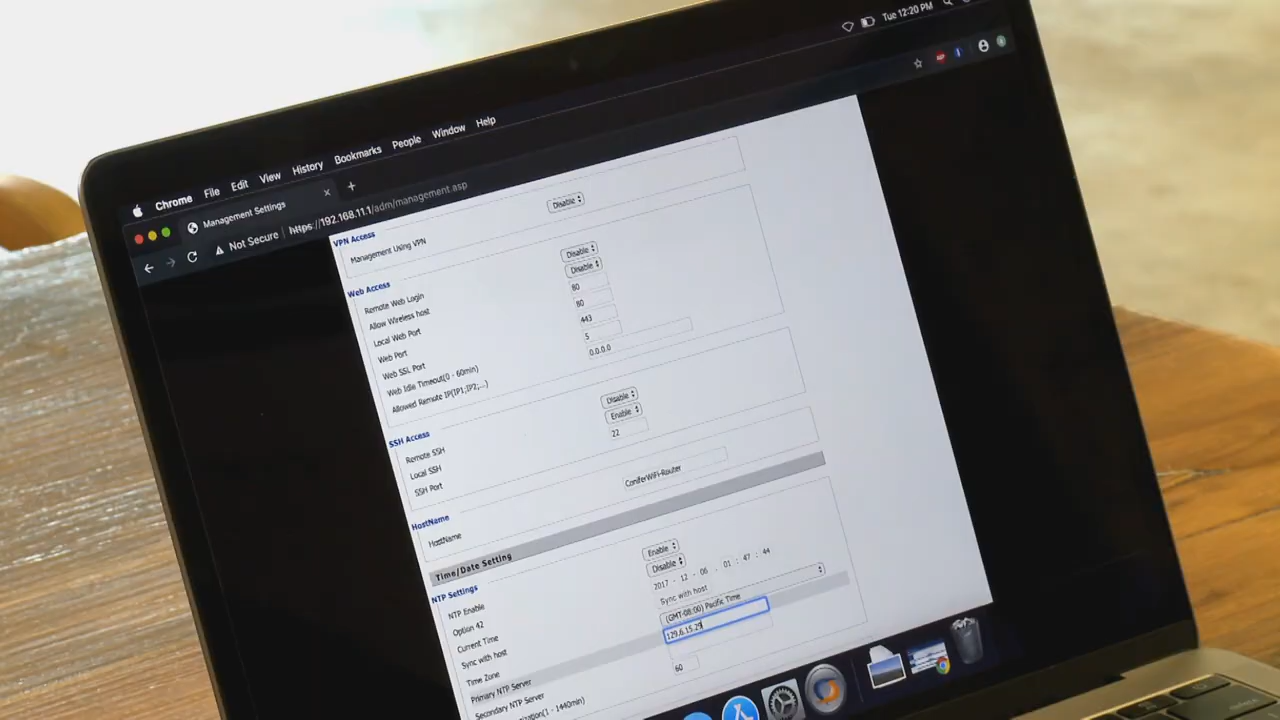 Chrome File Edit View History Bookmarks People Window Help Tue 12:20 PM
Management Settings
Not Secure https://192.168.11.1/adm/management.asp
VPN Access
Management Using VPN Disable
Web Access
Remote Web Login Disable
Allow Wireless host Disable
Local Web Port 80
Web Port 80
Web SSL Port 443
Web Idle Timeout(0 - 60min) 5
Allowed Remote IP(IP1;IP2;...) 0.0.0.0
SSH Access
Remote SSH Disable
Local SSH Enable
SSH Port 22
HostName
HostName ConiferWiFi-Router
Time/Date Setting
NTP Settings
NTP Enable Enable
Option 42 Disable
Current Time 2017 - 12 - 06 - 01 : 47 : 44
Sync with host Sync with host
Time Zone (GMT-08:00) Pacific Time
Primary NTP Server 129.6.15.29
Secondary NTP Server
(1 - 1440min) 60